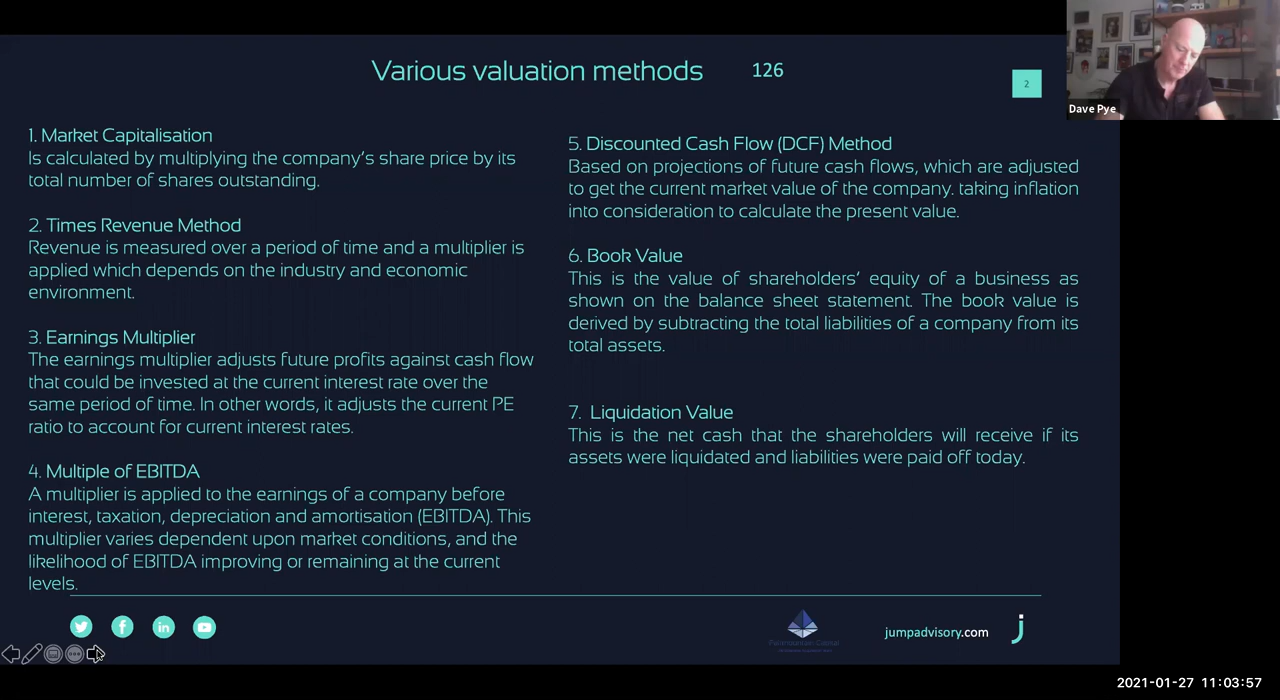 Various valuation methods 126
2
Dave Pye
1. Market Capitalisation
Is calculated by multiplying the company's share price by its
total number of shares outstanding.
2. Times Revenue Method
Revenue is measured over a period of time and a multiplier is
applied which depends on the industry and economic
environment.
3. Earnings Multiplier
The earnings multiplier adjusts future profits against cash flow
that could be invested at the current interest rate over the
same period of time. In other words, it adjusts the current PE
ratio to account for current interest rates.
4. Multiple of EBITDA
A multiplier is applied to the earnings of a company before
interest, taxation, depreciation and amortisation (EBITDA). This
multiplier varies dependent upon market conditions, and the
likelihood of EBITDA improving or remaining at the current
levels.
5. Discounted Cash Flow (DCF) Method
Based on projections of future cash flows, which are adjusted
to get the current market value of the company. taking inflation
into consideration to calculate the present value.
6. Book Value
This is the value of shareholders' equity of a business as
shown on the balance sheet statement. The book value is
derived by subtracting the total liabilities of a company from its
total assets.
7. Liquidation Value
This is the net cash that the shareholders will receive if its
assets were liquidated and liabilities were paid off today.
jumpadvisory.com
2021-01-27 11:03:57